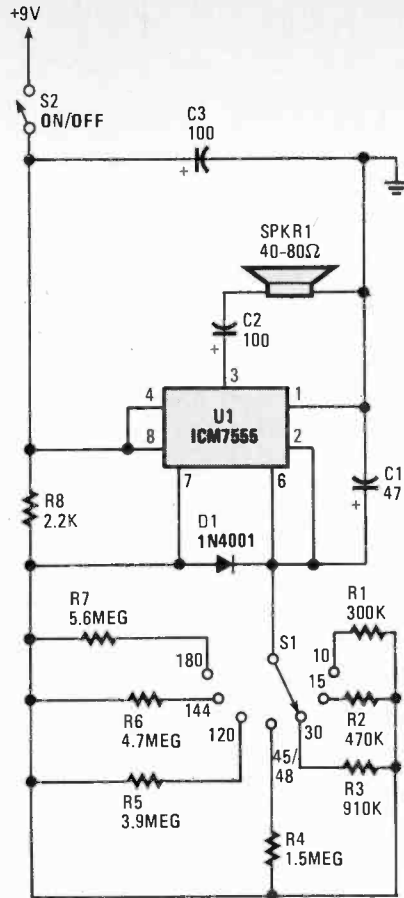 +9V
S2
ON/OFF
C3
100
+
SPKR1
40-80Ω
C2
100
+
3
4
1
U1
ICM7555
8
2
7
6
C1
47
+
R8
2.2K
D1
1N4001
R7
5.6MEG
S1
R1
300K
180
10
15
R6
4.7MEG
144
R2
470K
120
30
45/
48
R5
3.9MEG
R3
910K
R4
1.5MEG